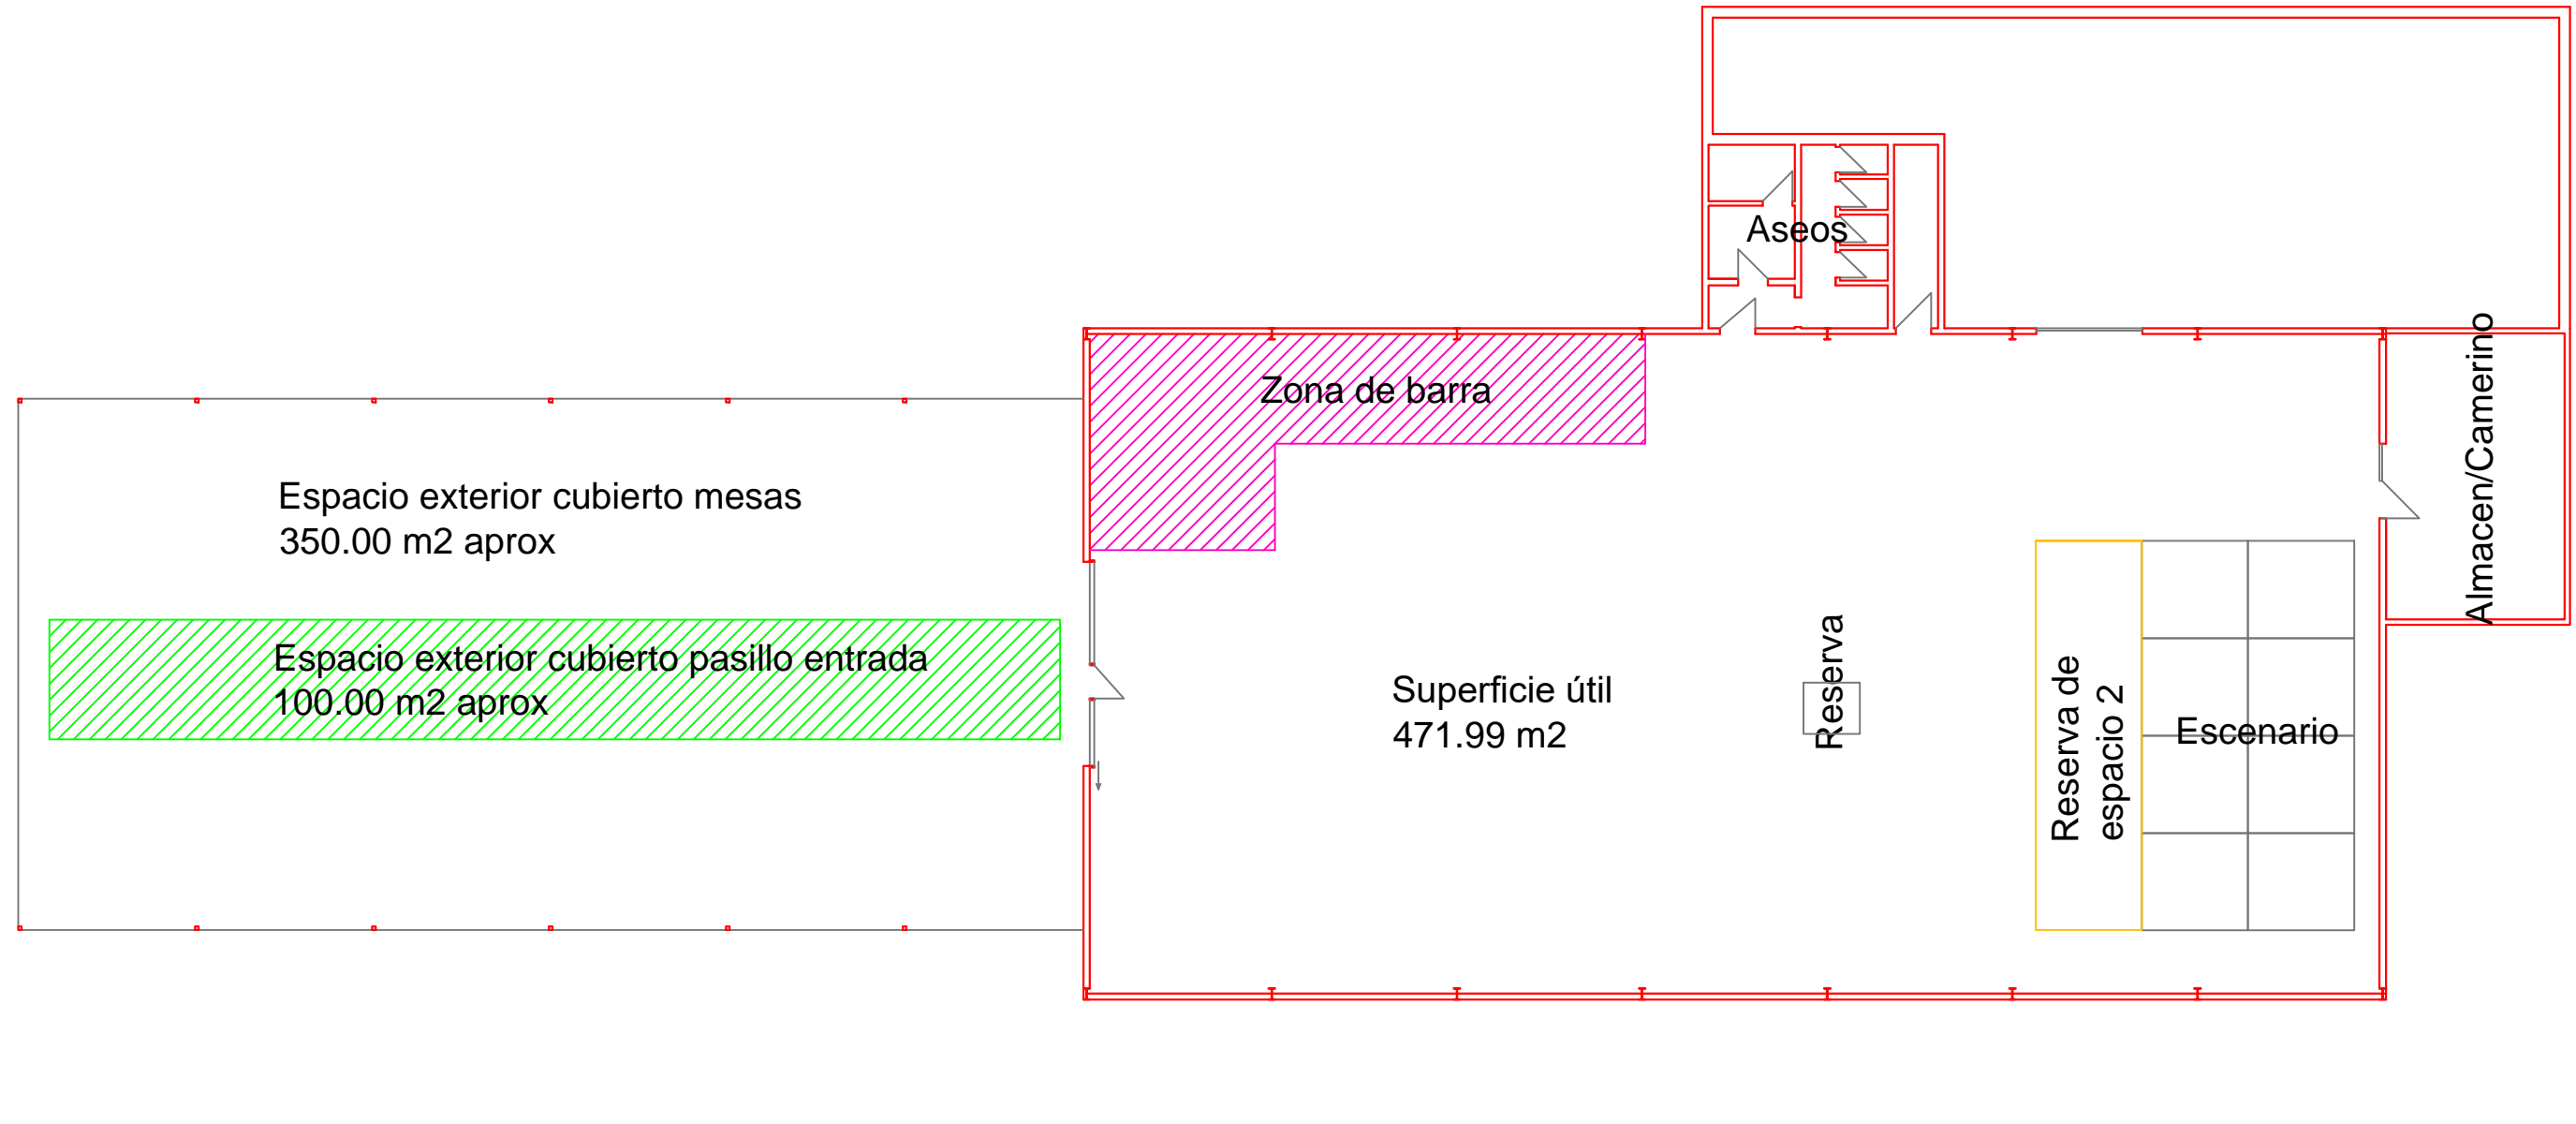 Aseos
Almacen/Camerino
Zona de barra
Espacio exterior cubierto mesas
350.00 m2 aprox
Espacio exterior cubierto pasillo entrada
100.00 m2 aprox
Superficie útil
471.99 m2
Reserva
Reserva de
espacio 2
Escenario